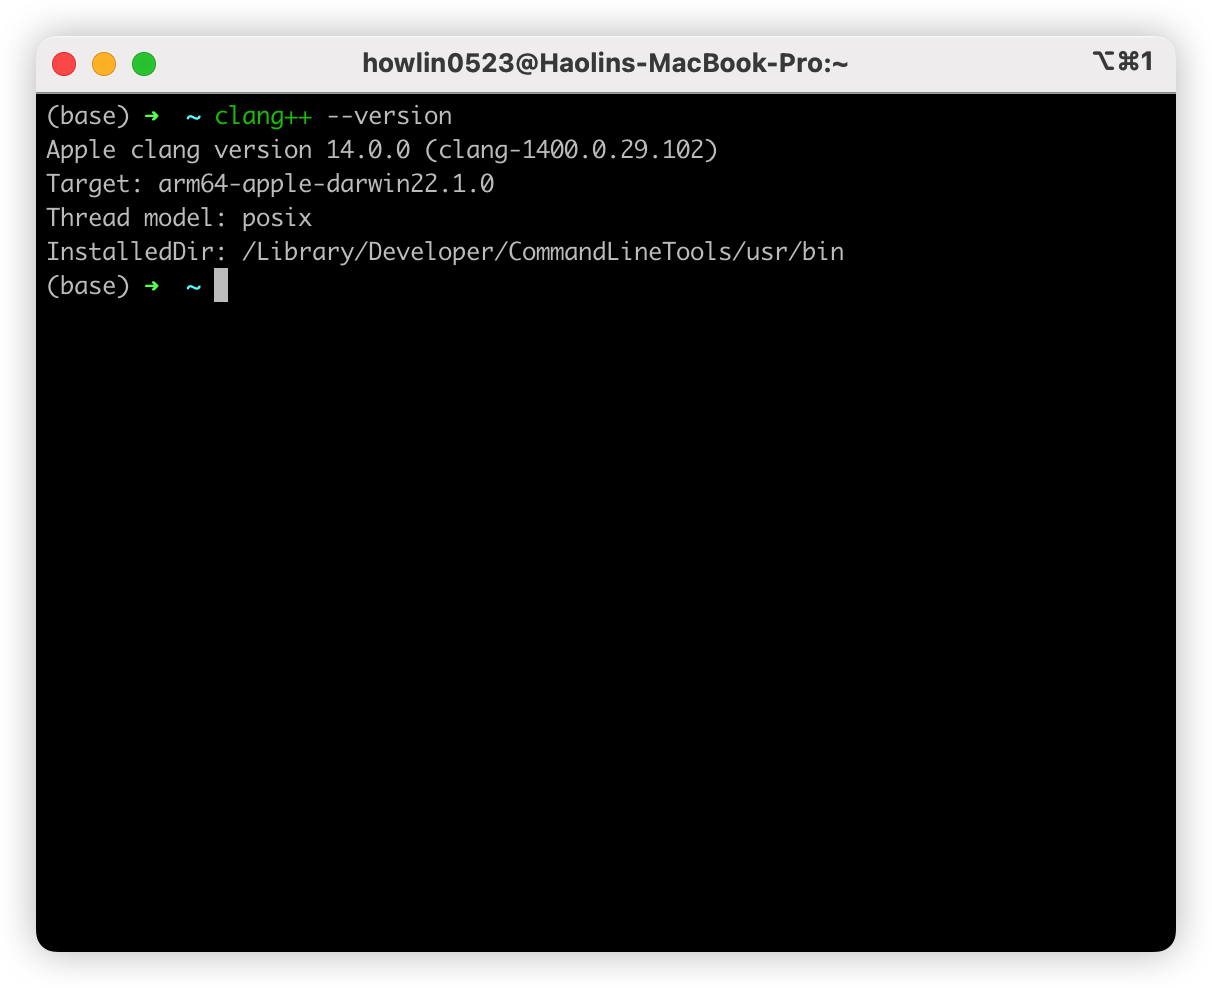 howlin0523@Haolins-MacBook-Pro:~ ⌥⌘1
(base) ➜ ~ clang++ --version
Apple clang version 14.0.0 (clang-1400.0.29.102)
Target: arm64-apple-darwin22.1.0
Thread model: posix
InstalledDir: /Library/Developer/CommandLineTools/usr/bin
(base) ➜ ~